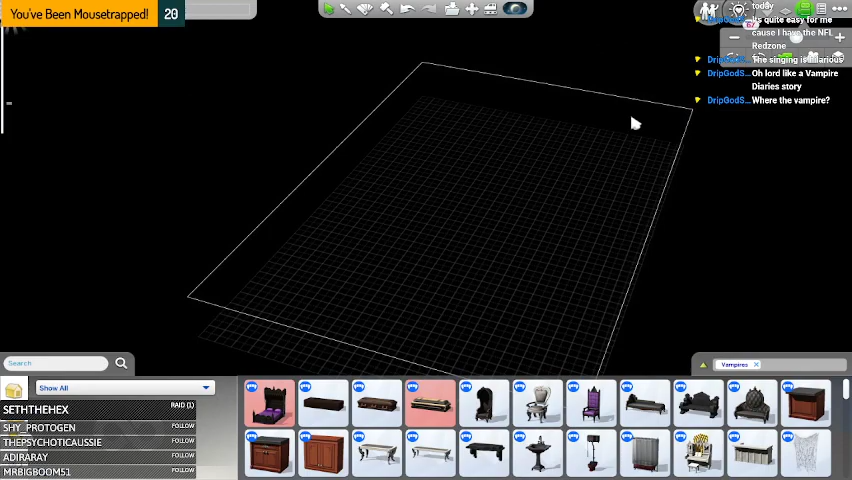 You've Been Mousetrapped! 20
today
Its quite easy for me
cause I have the NFL
Redzone
DripGodS... The singing is hilarious
DripGodS... Oh lord like a Vampire
Diaries story
DripGodS... Where the vampire?
Search
Vampires
Show All
SETHTHEHEX RAID (1)
SHY_PROTOGEN FOLLOW
THEPSYCHOTICAUSSIE FOLLOW
ADIRARAY FOLLOW
MRBIGBOOM51 FOLLOW